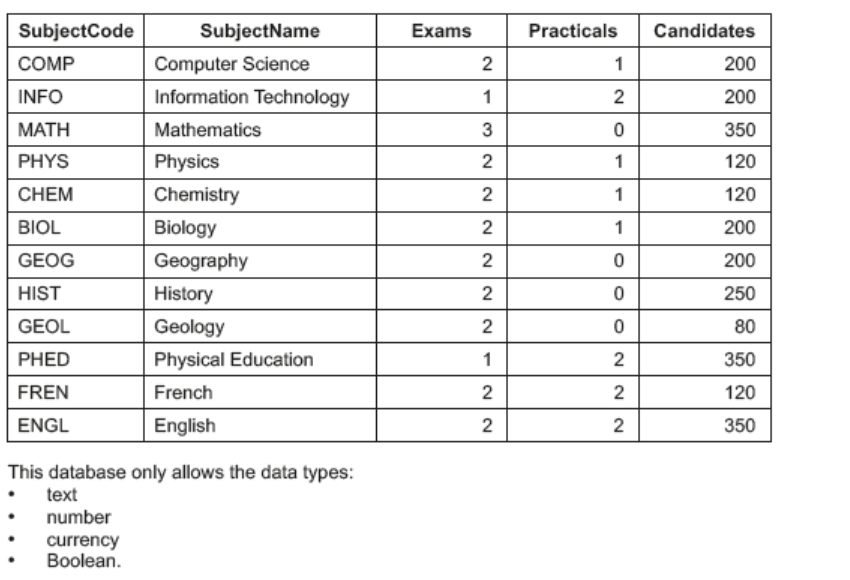 SubjectCode SubjectName Exams Practicals Candidates
COMP Computer Science 2 1 200
INFO Information Technology 1 2 200
MATH Mathematics 3 0 350
PHYS Physics 2 1 120
CHEM Chemistry 2 1 120
BIOL Biology 2 1 200
GEOG Geography 2 0 200
HIST History 2 0 250
GEOL Geology 2 0 80
PHED Physical Education 1 2 350
FREN French 2 2 120
ENGL English 2 2 350
This database only allows the data types:
• text
• number
• currency
• Boolean.